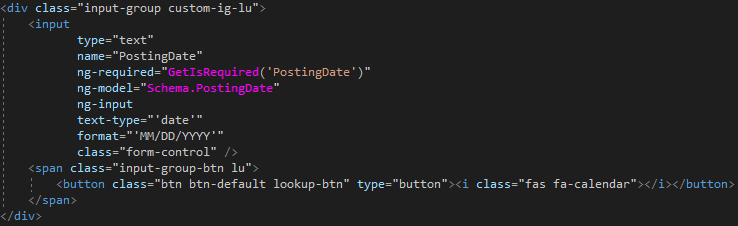 <div class="input-group custom-ig-lu">
<input
type="text"
name="PostingDate"
ng-required="GetIsRequired('PostingDate')"
ng-model="Schema.PostingDate"
ng-input
text-type="'date'"
format="'MM/DD/YYYY'"
class="form-control" />
<span class="input-group-btn lu">
<button class="btn btn-default lookup-btn" type="button"><i class="fas fa-calendar"></i></button>
</span>
</div>